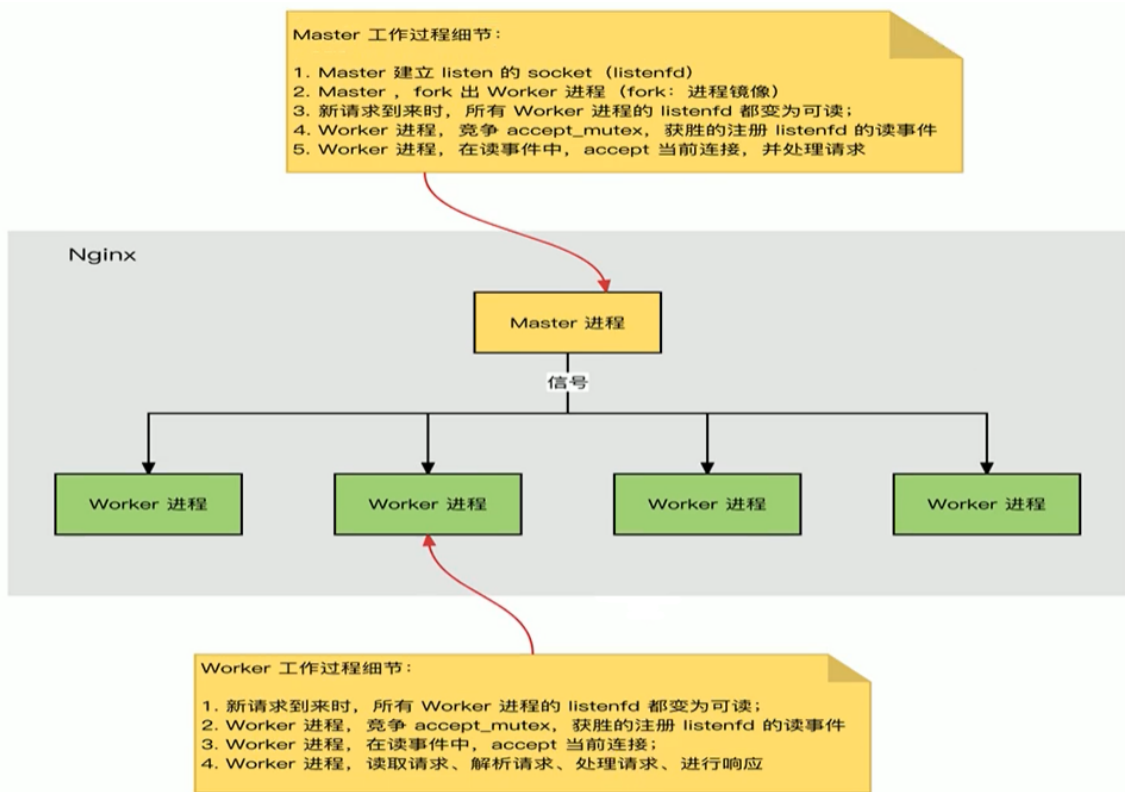 Master 工作过程细节：
1. Master 建立 listen 的 socket（listenfd）
2. Master ，fork 出 Worker 进程（fork：进程镜像）
3. 新请求到来时，所有 Worker 进程的 listenfd 都变为可读；
4. Worker 进程，竞争 accept_mutex，获胜的注册 listenfd 的读事件
5. Worker 进程，在读事件中，accept 当前连接，并处理请求
Nginx
Master 进程
信号
Worker 进程
Worker 进程
Worker 进程
Worker 进程
Worker 工作过程细节：
1. 新请求到来时，所有 Worker 进程的 listenfd 都变为可读；
2. Worker 进程，竞争 accept_mutex，获胜的注册 listenfd 的读事件
3. Worker 进程，在读事件中，accept 当前连接；
4. Worker 进程，读取请求、解析请求、处理请求、进行响应